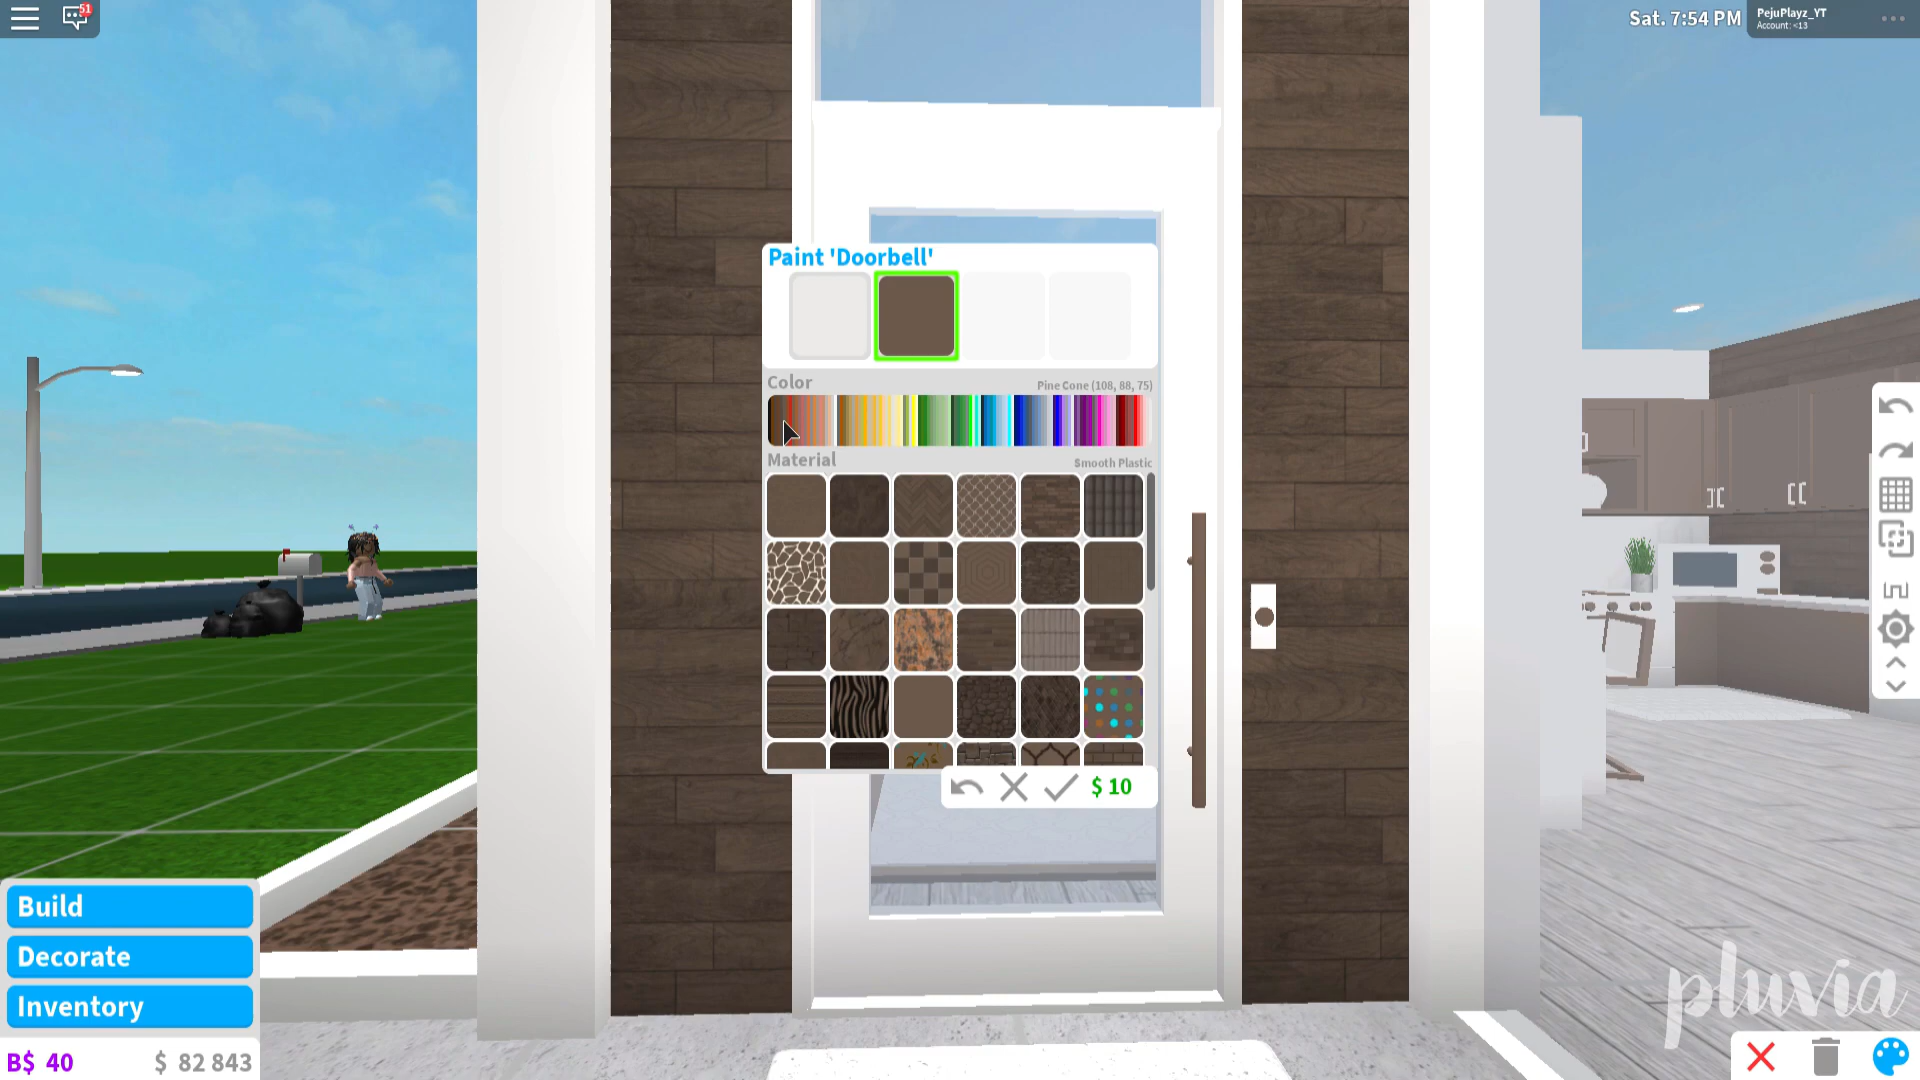 51
Sat. 7:54 PM
PejuPlayz_YT
Account: <13
Paint 'Doorbell'
Color
Pine Cone (108, 88, 75)
Material
Smooth Plastic
$ 10
Build
Decorate
Inventory
B$ 40
$ 82 843
pluvia